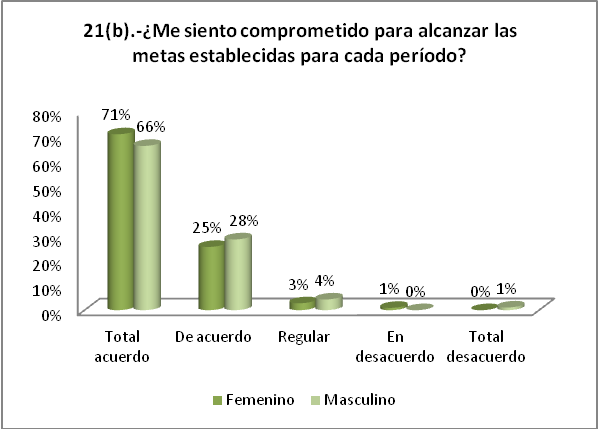 21(b).-¿Me siento comprometido para alcanzar las
metas establecidas para cada período?
80%
70%
60%
50%
40%
30%
20%
10%
0%
71%
66%
25%
28%
3%
4%
1%
0%
0%
1%
Total
acuerdo
De acuerdo
Regular
En
desacuerdo
Total
desacuerdo
Femenino
Masculino